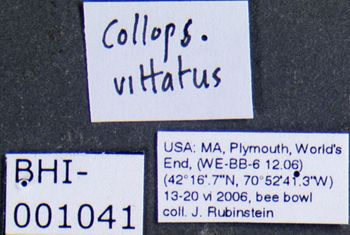 Collops.
vittatus
BHI-
001041
USA: MA, Plymouth, World's
End, (WE-BB-6 12.06)
(42°16'.7"N, 70°52'41.3"W)
13-20 vi 2006, bee bowl
coll. J. Rubinstein